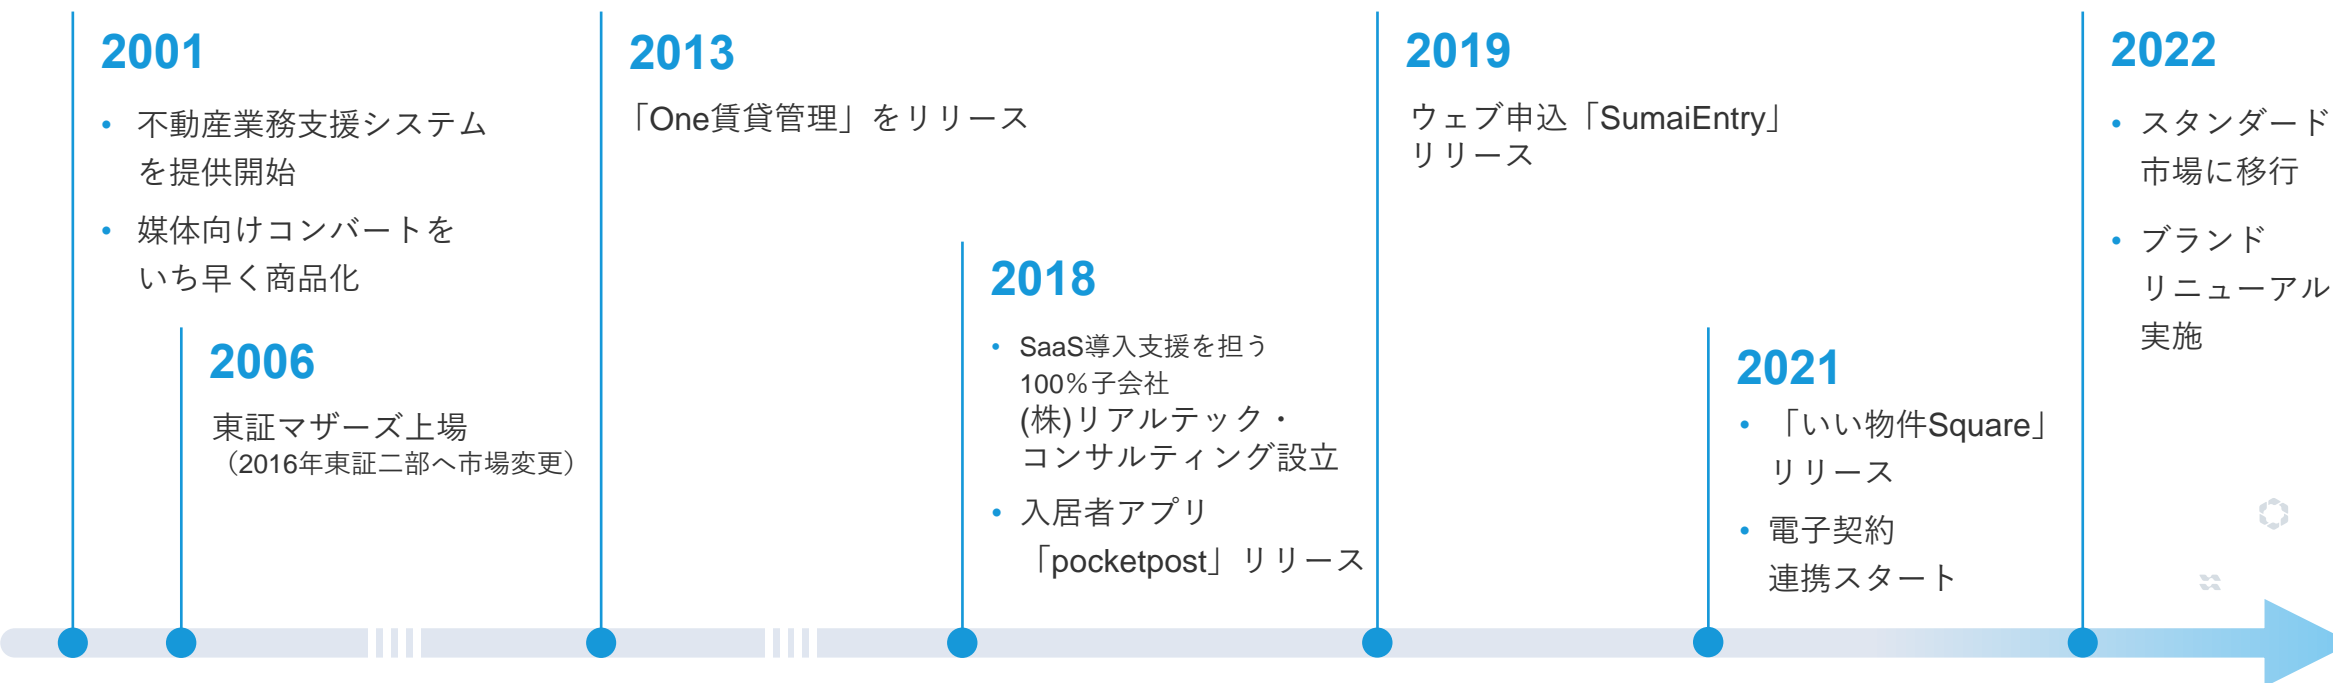 2001
• 不動産業務支援システム
を提供開始
• 媒体向けコンバートを
いち早く商品化
2006
東証マザーズ上場
（2016年東証二部へ市場変更）
2013
「One賃貸管理」をリリース
2018
• SaaS導入支援を担う
100％子会社
(株)リアルテック・
コンサルティング設立
• 入居者アプリ
「pocketpost」リリース
2019
ウェブ申込「SumaiEntry」
リリース
2021
• 「いい物件Square」
リリース
• 電子契約
連携スタート
2022
• スタンダード
市場に移行
• ブランド
リニューアル
実施